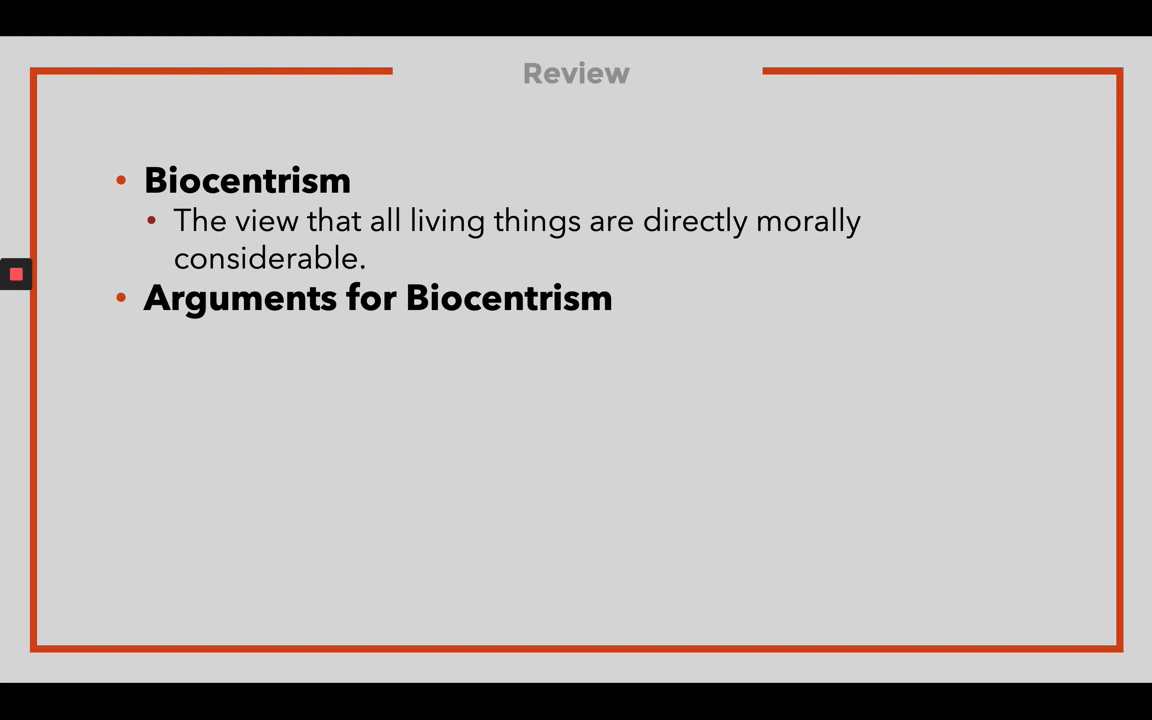 Review
• Biocentrism
• The view that all living things are directly morally
considerable.
• Arguments for Biocentrism